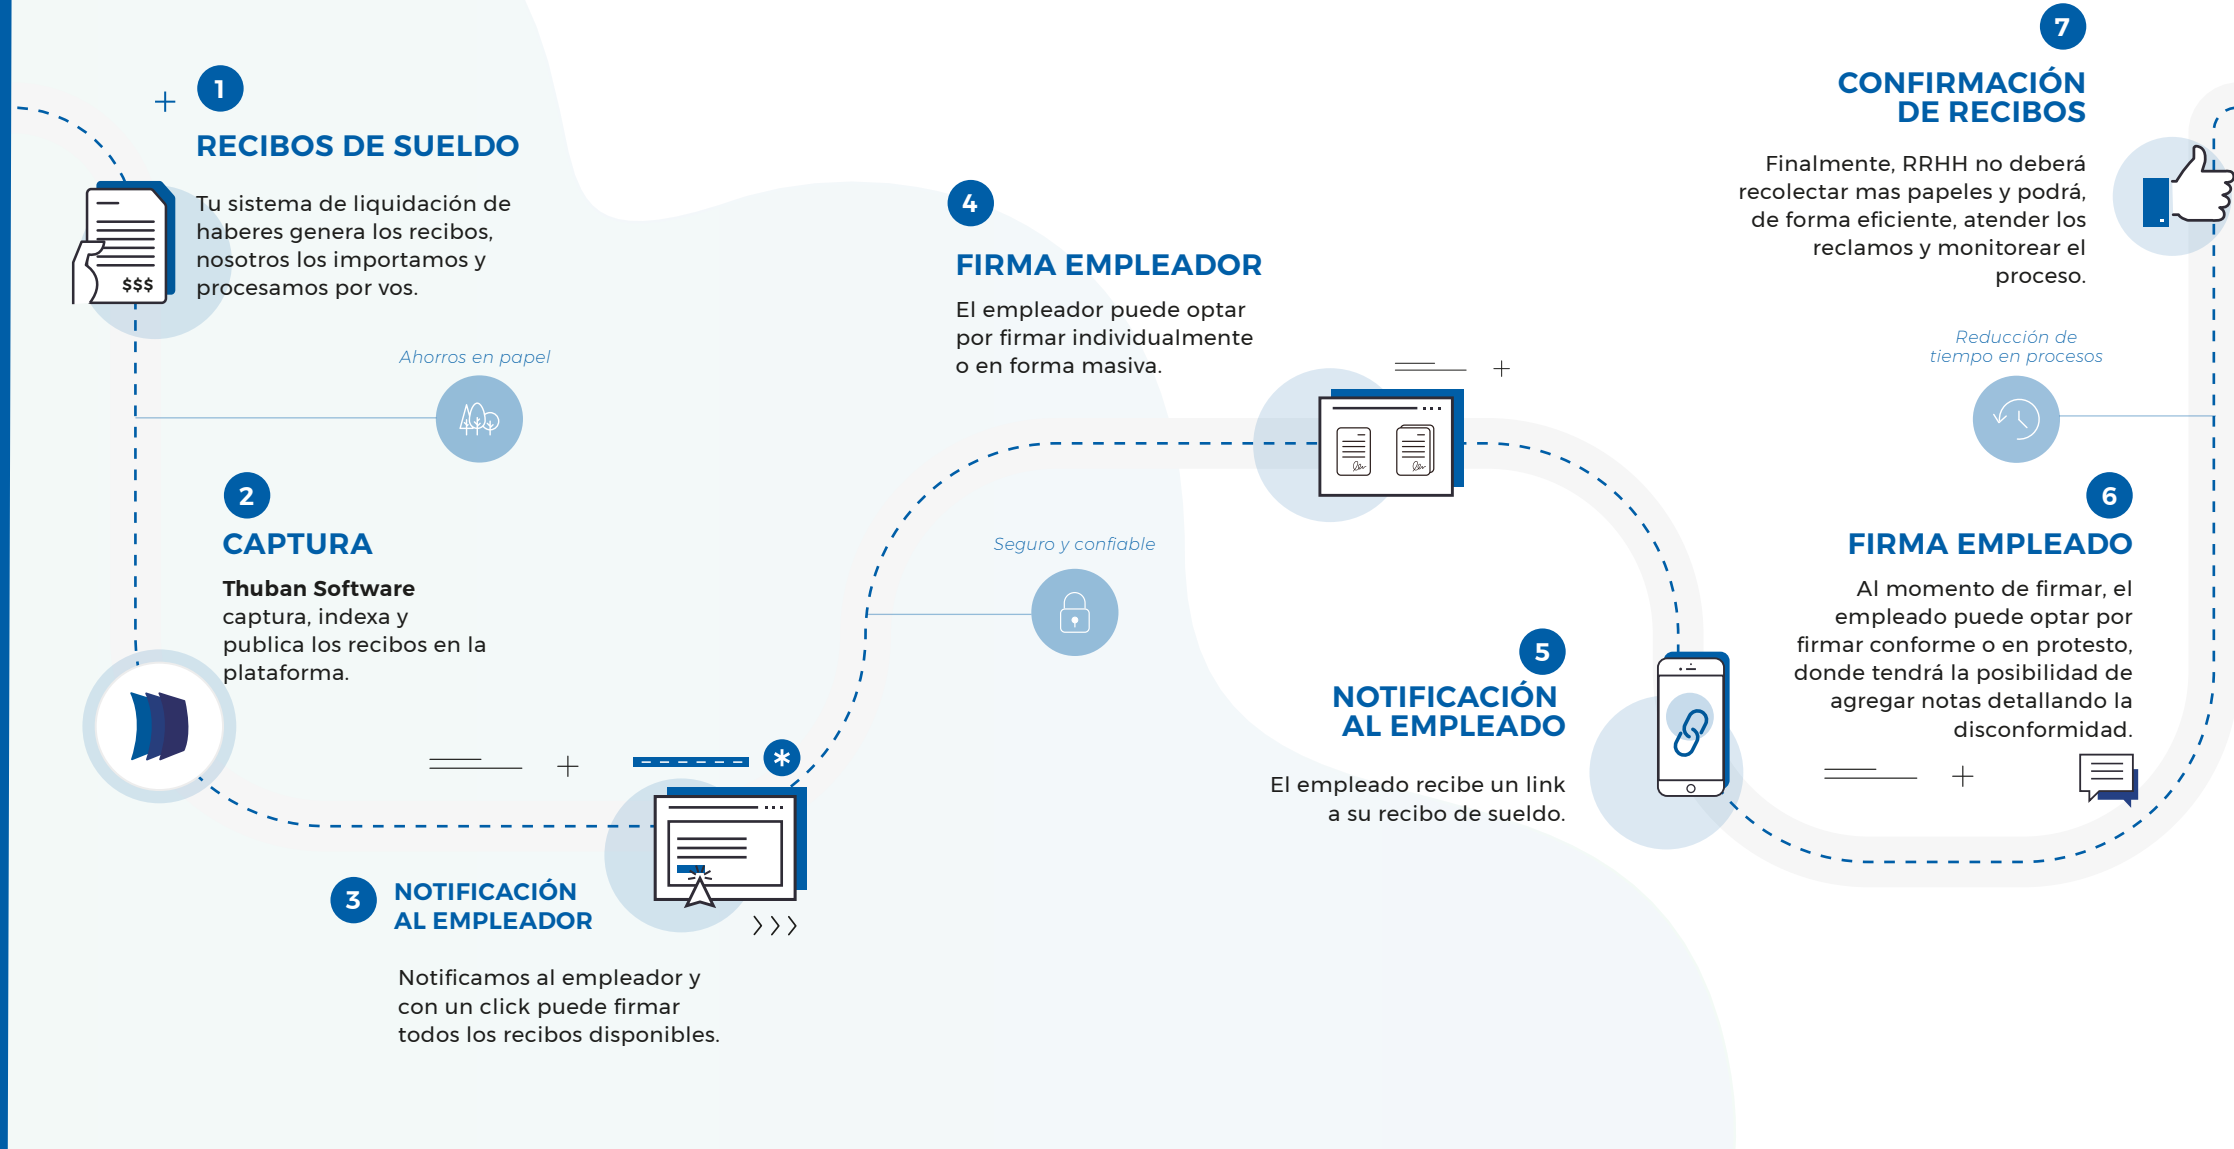 1
RECIBOS DE SUELDO
Tu sistema de liquidación de
haberes genera los recibos,
nosotros los importamos y
procesamos por vos.
$$$
Ahorros en papel
2
CAPTURA
Thuban Software
captura, indexa y
publica los recibos en la
plataforma.
*
3
NOTIFICACIÓN
AL EMPLEADOR
Notificamos al empleador y
con un click puede firmar
todos los recibos disponibles.
4
FIRMA EMPLEADOR
El empleador puede optar
por firmar individualmente
o en forma masiva.
Seguro y confiable
5
NOTIFICACIÓN
AL EMPLEADO
El empleado recibe un link
a su recibo de sueldo.
6
FIRMA EMPLEADO
Al momento de firmar, el
empleado puede optar por
firmar conforme o en protesto,
donde tendrá la posibilidad de
agregar notas detallando la
disconformidad.
7
CONFIRMACIÓN
DE RECIBOS
Finalmente, RRHH no deberá
recolectar mas papeles y podrá,
de forma eficiente, atender los
reclamos y monitorear el
proceso.
Reducción de
tiempo en procesos